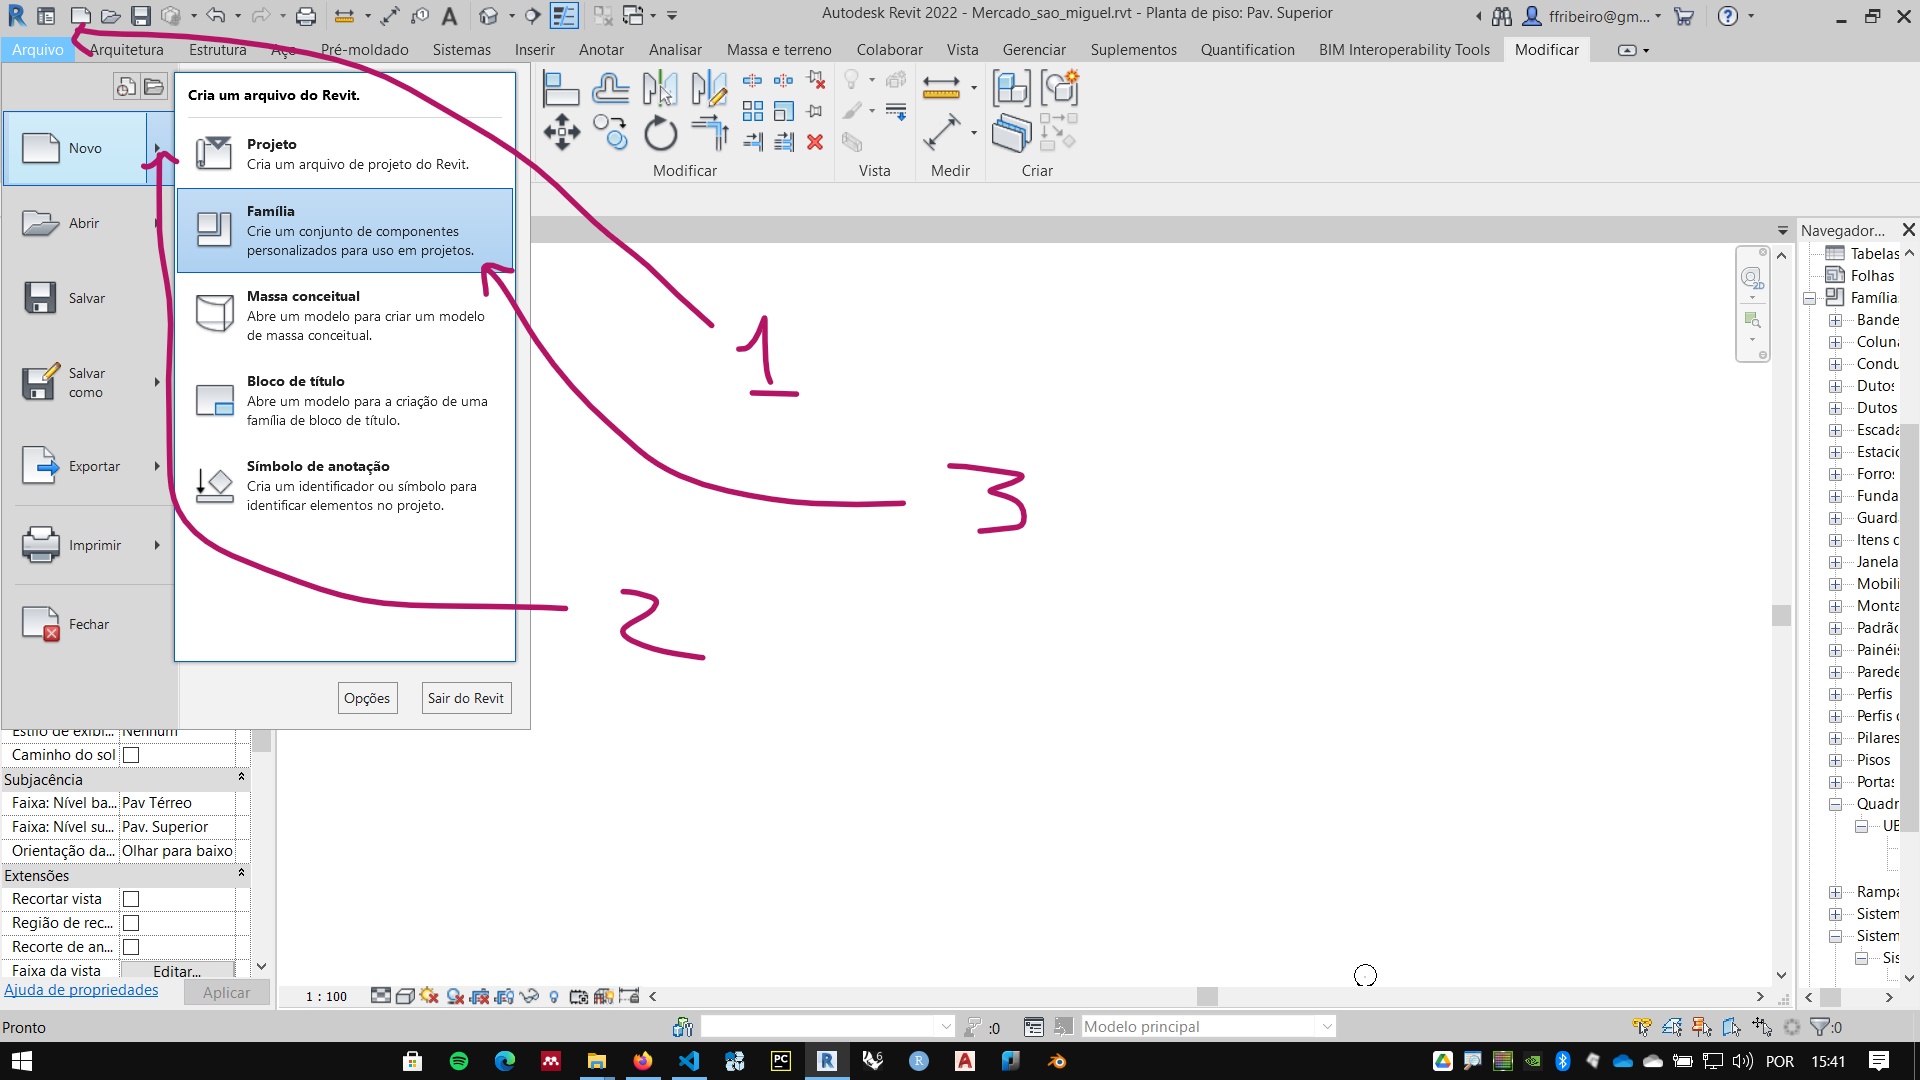 Autodesk Revit 2022 - Mercado_sao_miguel.rvt - Planta de piso: Pav. Superior
ffribeiro@gm...
Arquivo Arquitetura Estrutura Aço Pré-moldado Sistemas Inserir Anotar Analisar Massa e terreno Colaborar Vista Gerenciar Suplementos Quantification BIM Interoperability Tools Modificar
Modificar Vista Medir Criar
Cria um arquivo do Revit.
Novo
Abrir
Salvar
Salvar
como
Exportar
Imprimir
Fechar
Projeto
Cria um arquivo de projeto do Revit.
Família
Crie um conjunto de componentes
personalizados para uso em projetos.
Massa conceitual
Abre um modelo para criar um modelo
de massa conceitual.
Bloco de título
Abre um modelo para a criação de uma
família de bloco de título.
Símbolo de anotação
Cria um identificador ou símbolo para
identificar elementos no projeto.
Opções Sair do Revit
1
3
2
Estilo de exibi... Nenhum
Caminho do sol
Subjacência
Faixa: Nível ba... Pav Térreo
Faixa: Nível su... Pav. Superior
Orientação da... Olhar para baixo
Extensões
Recortar vista
Região de rec...
Recorte de an...
Faixa da vista Editar...
Ajuda de propriedades Aplicar
1 : 100
Navegador...
Tabelas
Folhas
Família
Bande
Coluna
Condu
Dutos
Dutos
Escada
Estacio
Forros
Funda
Guard
Itens c
Janela
Mobili
Monta
Padrão
Painéis
Parede
Perfis
Perfis
Pilares
Pisos
Portas
Quadr
UE
Rampa
Sistem
Sistem
Sis
2D
Pronto
:0
Modelo principal
:0
POR 15:41